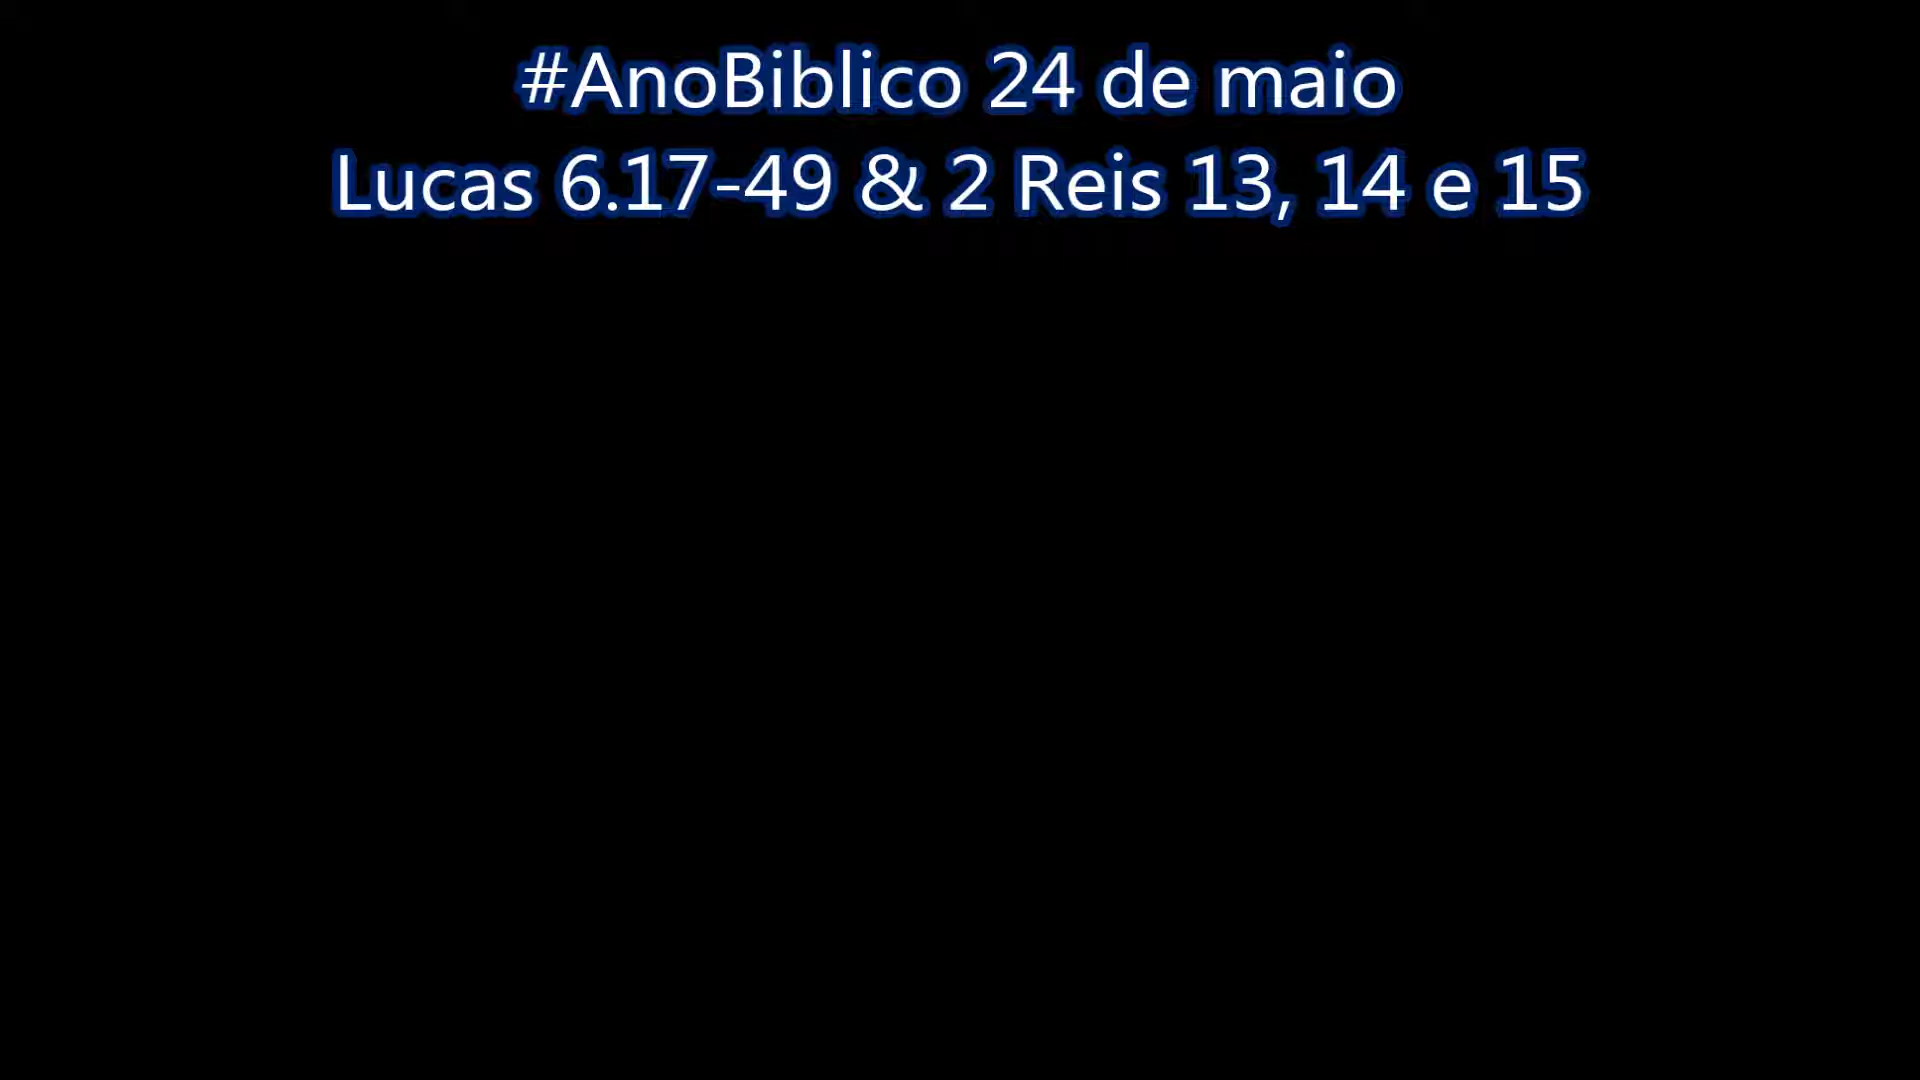 #AnoBiblico 24 de maio
Lucas 6.17-49 & 2 Reis 13, 14 e 15